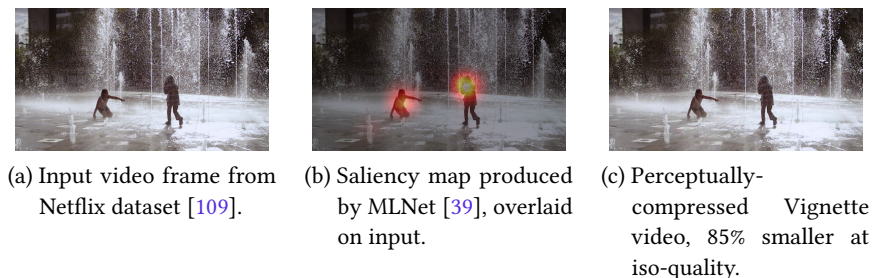 (a) Input video frame from
Netflix dataset [109].
(b) Saliency map produced
by MLNet [39], overlaid
on input.
(c) Perceptually-
compressed Vignette
video, 85% smaller at
iso-quality.